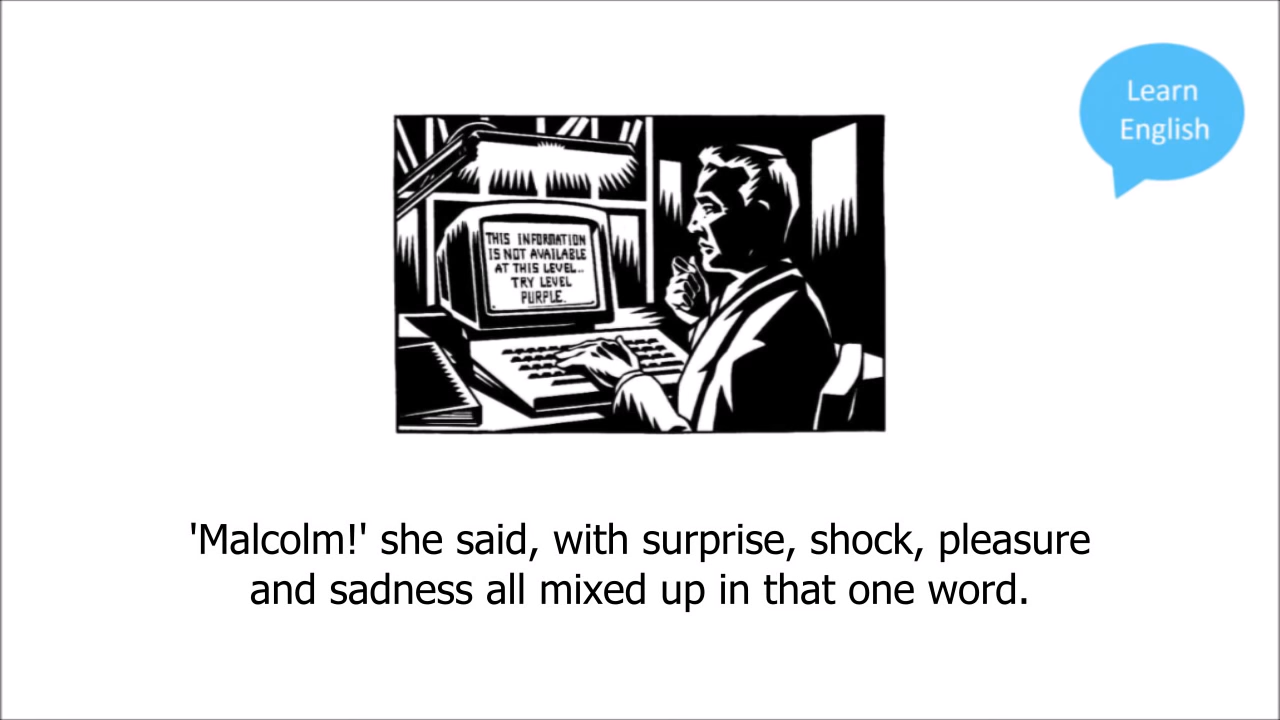 Learn
English
THIS INFORMATION
IS NOT AVAILABLE
AT THIS LEVEL..
TRY LEVEL
PURPLE.
'Malcolm!' she said, with surprise, shock, pleasure
and sadness all mixed up in that one word.